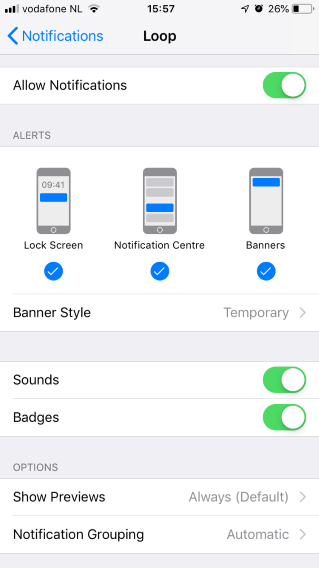 vodafone NL 15:57 26%
Notifications Loop
Allow Notifications
ALERTS
09:41
Lock Screen Notification Centre Banners
Banner Style Temporary
Sounds
Badges
OPTIONS
Show Previews Always (Default)
Notification Grouping Automatic